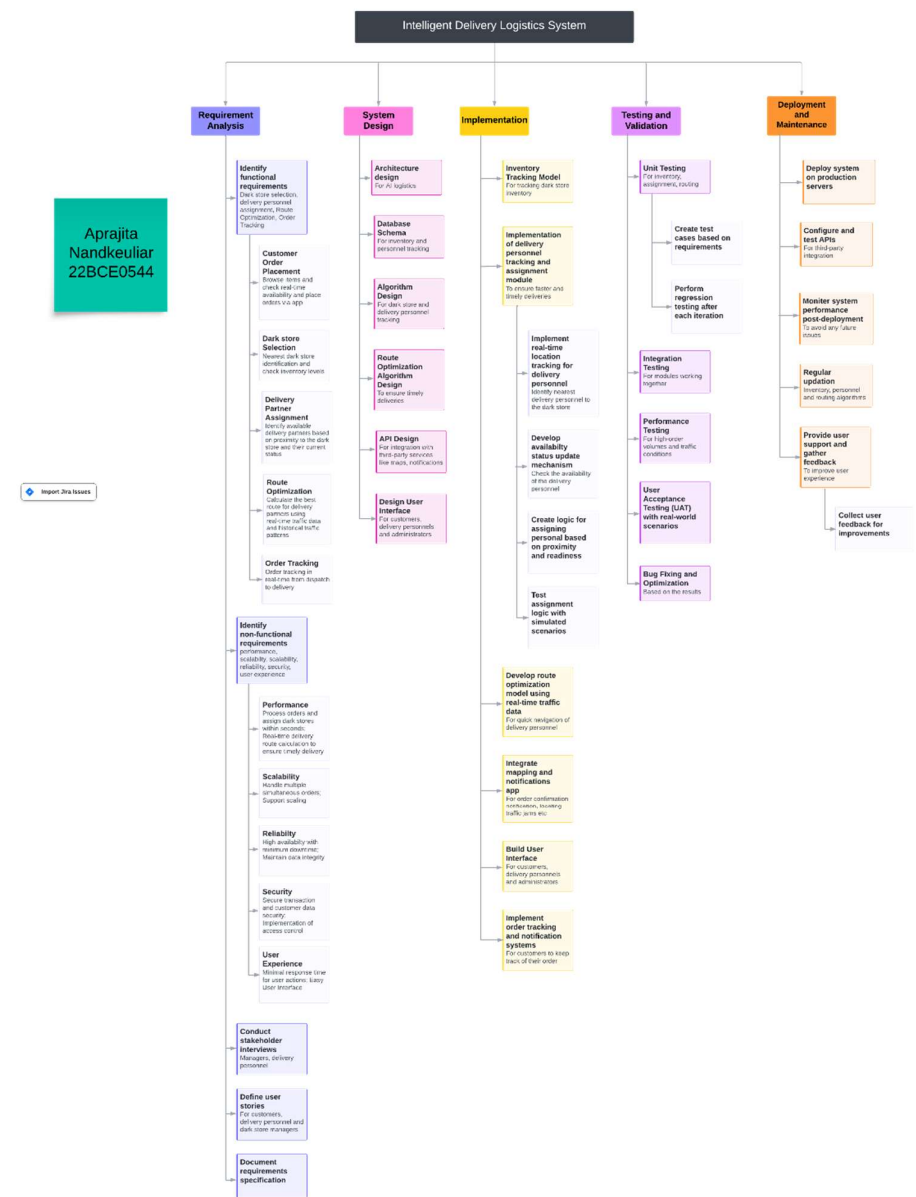 Intelligent Delivery Logistics System
Requirement
Analysis
System
Design
Implementation
Testing and
Validation
Deployment
and
Maintenance
Aprajita
Nandkeuliar
22BCE0544
Import Jira Issues
Identify
functional
requirements
Dark store selection,
delivery personnel
assignment, Route
Optimization, Order
Tracking
Customer
Order
Placement
Browse items and
check real-time
availability and place
orders via app
Dark store
Selection
Nearest dark store
identification and
check inventory levels
Delivery
Partner
Assignment
Identify available
delivery partners based
on proximity to the dark
store and their current
status
Route
Optimization
Calculate the best
route for delivery
partners using
real-time traffic data
and historical traffic
patterns
Order Tracking
Order tracking in
real-time from dispatch
to delivery
Identify
non-functional
requirements
performance,
scalability, scalability,
reliability, security,
user experience
Performance
Process orders and
assign dark stores
within seconds;
Real-time delivery
route calculation to
ensure timely delivery
Scalability
Handle multiple
simultaneous orders;
Support scaling
Reliabilty
High availabilty with
minimum downtime;
Maintain data integrity
Security
Secure transaction
and customer data
security;
Implementation of
access control
User
Experience
Minimal response time
for user actions; Easy
User Interface
Conduct
stakeholder
interviews
Managers, delivery
personnel
Define user
stories
For customers,
delivery personnel and
dark store managers
Document
requirements
specification
Architecture
design
For AI logistics
Database
Schema
For inventory and
personnel tracking
Algorithm
Design
For dark store and
delivery personnel
tracking
Route
Optimization
Algorithm
Design
To ensure timely
deliveries
API Design
For integration with
third-party services
like maps, notifications
Design User
Interface
For customers,
delivery personnels
and administrators
Inventory
Tracking Model
For tracking dark store
inventory
Implementation
of delivery
personnel
tracking and
assignment
module
To ensure faster and
timely deliveries
Implement
real-time
location
tracking for
delivery
personnel
Identify nearest
delivery personnel to
the dark store
Develop
availabilty
status update
mechanism
Check the availability
of the delivery
personnel
Create logic for
assigning
personal based
on proximity
and readiness
Test
assignment
logic with
simulated
scenarios
Develop route
optimization
model using
real-time traffic
data
For quick navigation of
delivery personnel
Integrate
mapping and
notifications
app
For order confirmation
notification, locating
traffic jams etc
Build User
Interface
For customers,
delivery personnels
and administrators
Implement
order tracking
and notification
systems
For customers to keep
track of their order
Unit Testing
For inventory,
assignment, routing
Create test
cases based on
requirements
Perform
regression
testing after
each iteration
Integration
Testing
For modules working
together
Performance
Testing
For high-order
volumes and traffic
conditions
User
Acceptance
Testing (UAT)
with real-world
scenarios
Bug Fixing and
Optimization
Based on the results
Deploy system
on production
servers
Configure and
test APIs
For third-party
integration
Moniter system
performance
post-deployment
To avoid any future
issues
Regular
updation
Inventory, personnel
and routing algorithms
Provide user
support and
gather
feedback
To improve user
experience
Collect user
feedback for
improvements